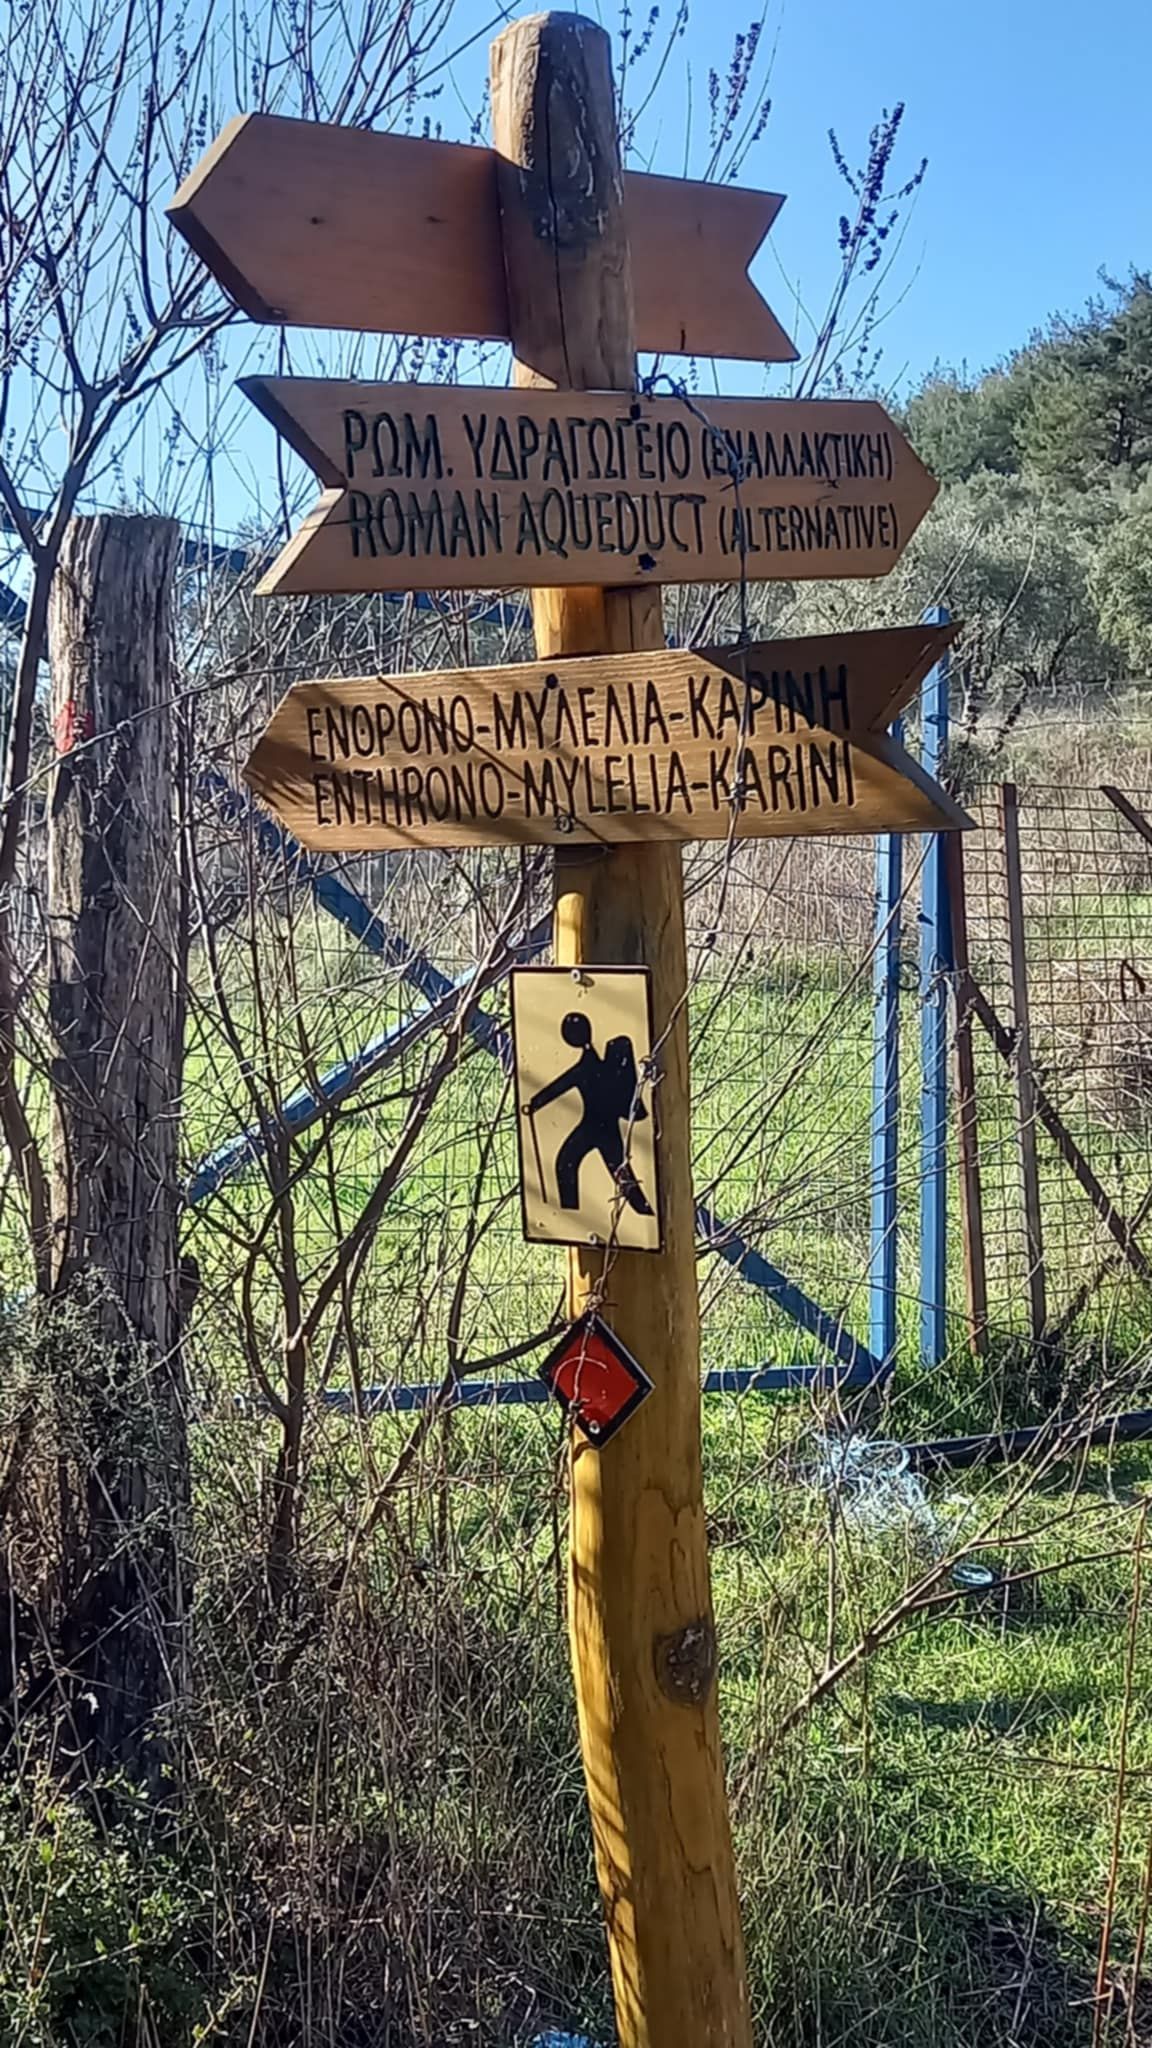 ΡΩΜ. ΥΔΡΑΓΩΓΕΙΟ (ΕΝΑΛΛΑΚΤΙΚΗ)
ROMAN AQUEDUCT (ALTERNATIVE)
ΕΝΘΡΟΝΟ-ΜΥΛΕΛΙΑ-ΚΑΡΙΝΗ
ENTHRONO-MYLELIA-KARINI